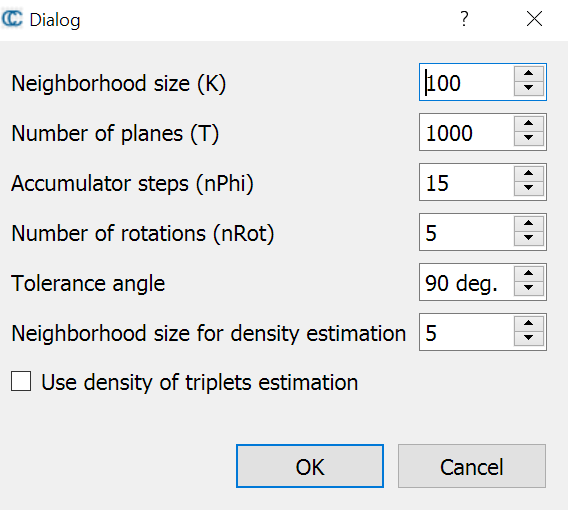 Dialog
Neighborhood size (K) 100
Number of planes (T) 1000
Accumulator steps (nPhi) 15
Number of rotations (nRot) 5
Tolerance angle 90 deg.
Neighborhood size for density estimation 5
Use density of triplets estimation
OK Cancel